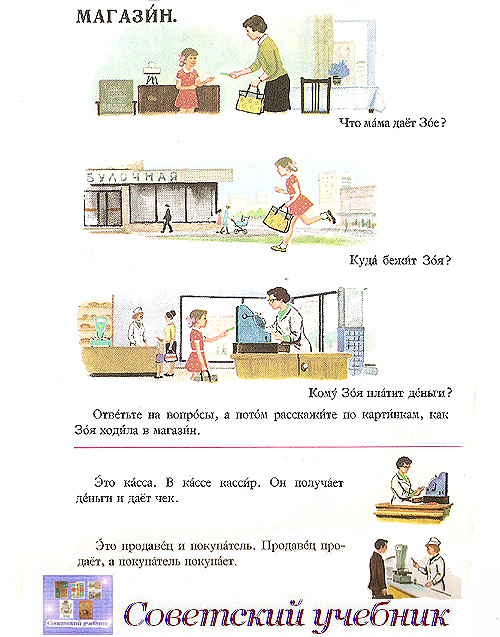 МАГАЗИ́Н.
Что ма́ма даёт Зо́е?
БУЛОЧНАЯ
Куда́ бежи́т Зо́я?
Кому́ Зо́я пла́тит де́ньги?
Отве́тьте на вопро́сы, а пото́м расскажи́те по карти́нкам, как
Зо́я ходи́ла в магази́н.
Э́то ка́сса. В ка́ссе касси́р. Он получа́ет
де́ньги и даёт чек.
Э́то продаве́ц и покупа́тель. Продаве́ц про-
даёт, а покупа́тель покупа́ет.
Советский учебник
Советский учебник